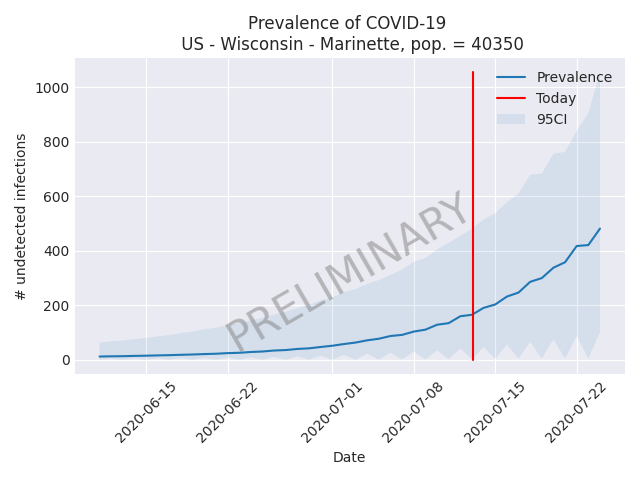 Prevalence of COVID-19
US - Wisconsin - Marinette, pop. = 40350
Prevalence
Today
95CI
PRELIMINARY
# undetected infections
1000
800
600
400
200
0
2020-06-15
2020-06-22
2020-07-01
2020-07-08
2020-07-15
2020-07-22
Date